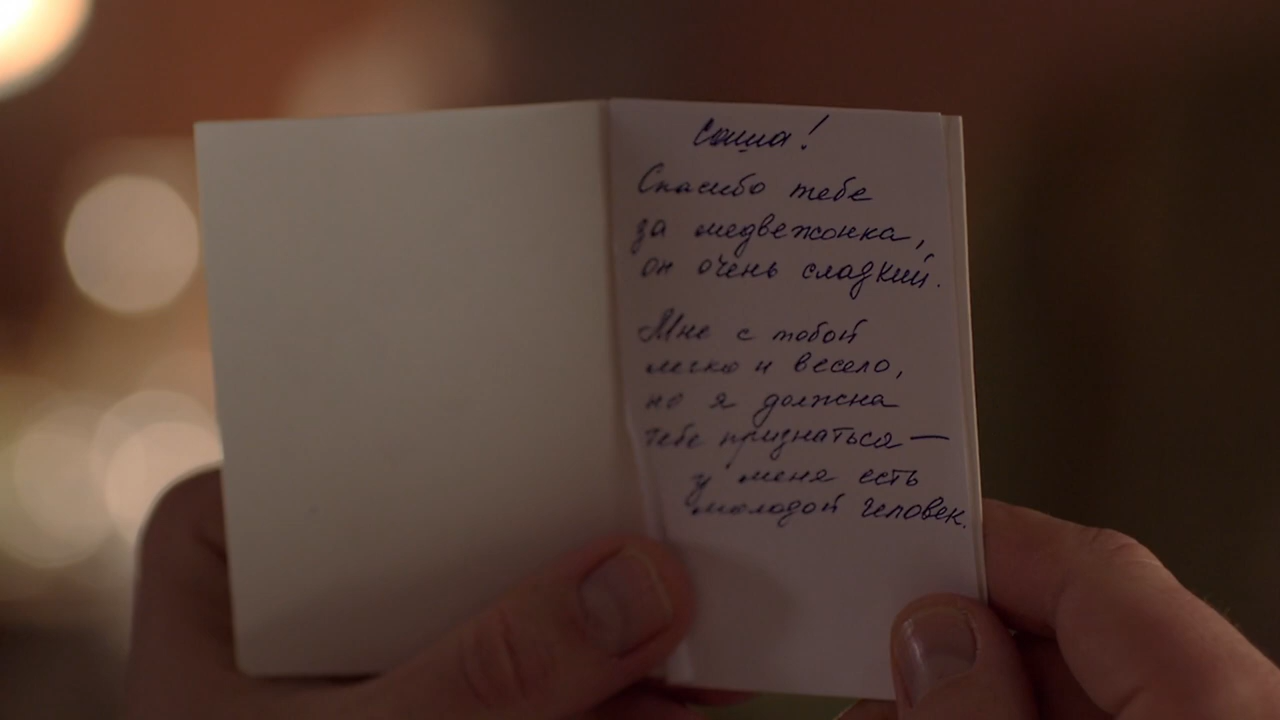 Саша!
Спасибо тебе
за медвежонка,
он очень сладкий.
Мне с тобой
легко и весело,
но я должна
тебе признаться —
у меня есть
молодой человек.